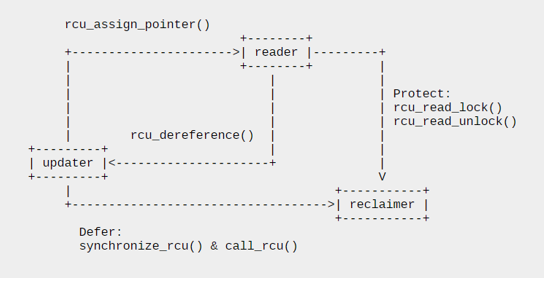 rcu_assign_pointer()
reader
Protect:
rcu_read_lock()
rcu_read_unlock()
rcu_dereference()
updater
reclaimer
Defer:
synchronize_rcu() & call_rcu()